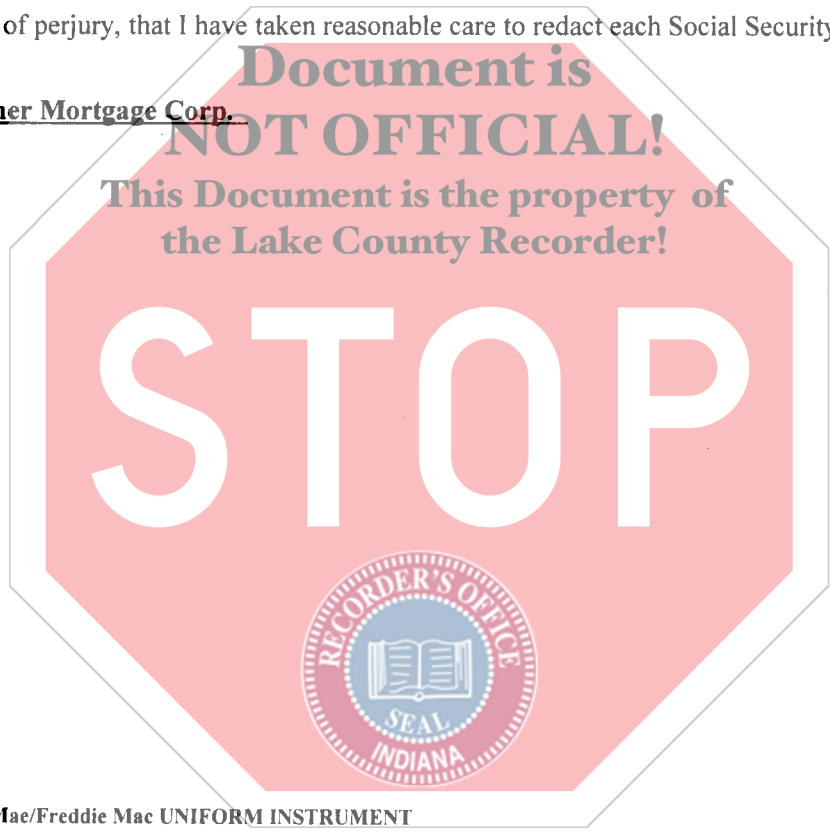 of perjury, that I have taken reasonable care to redact each Social Security
Document is
ner Mortgage Corp.
NOT OFFICIAL!
This Document is the property of
the Lake County Recorder!
STOP
RECORDER'S OFFICE
SEAL
INDIANA
Mae/Freddie Mac UNIFORM INSTRUMENT